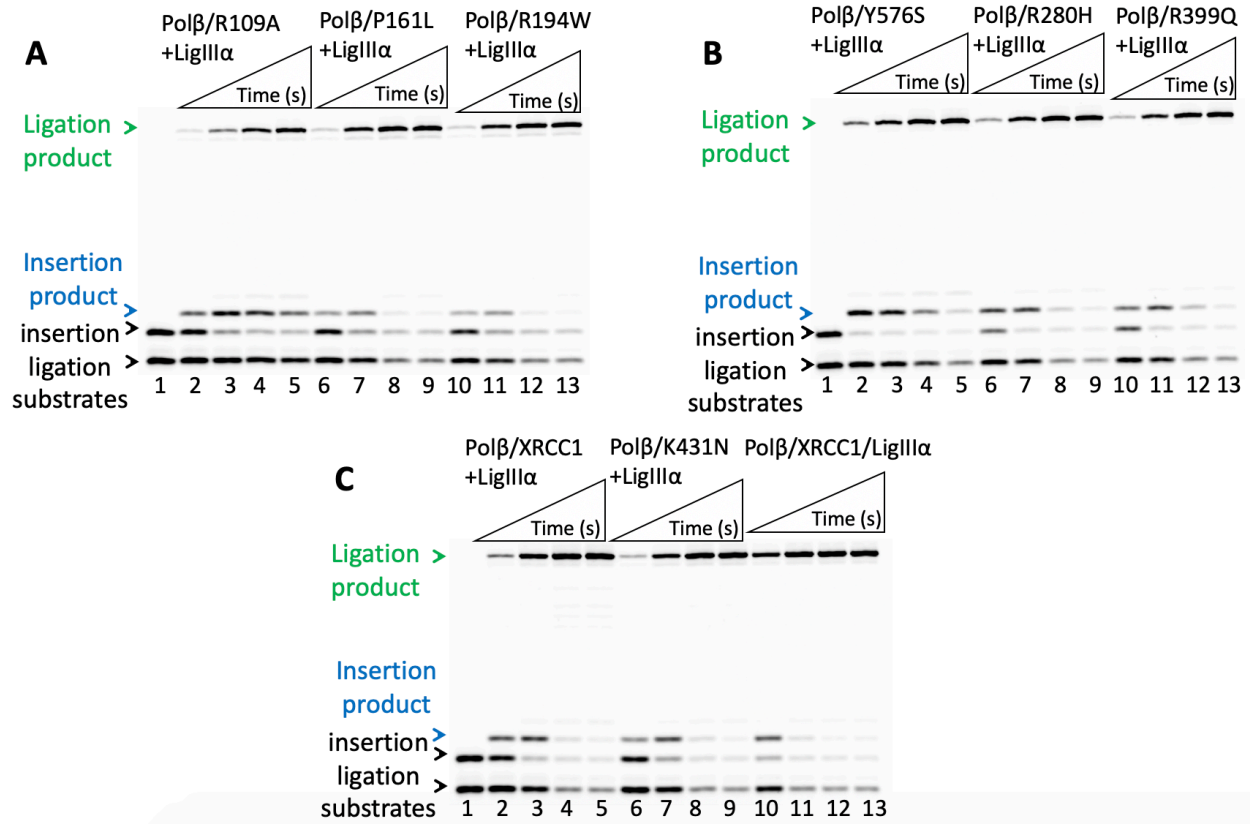 A
Polβ/R109A
+LigIIIα
Polβ/P161L
+LigIIIα
Polβ/R194W
+LigIIIα
Time (s)
Time (s)
Time (s)
Ligation
product
Insertion
product
insertion
ligation
substrates
1 2 3 4 5 6 7 8 9 10 11 12 13
B
Polβ/Y576S
+LigIIIα
Polβ/R280H
+LigIIIα
Polβ/R399Q
+LigIIIα
Time (s)
Time (s)
Time (s)
Ligation
product
Insertion
product
insertion
ligation
substrates
1 2 3 4 5 6 7 8 9 10 11 12 13
C
Polβ/XRCC1
+LigIIIα
Polβ/K431N
+LigIIIα
Polβ/XRCC1/LigIIIα
Time (s)
Time (s)
Time (s)
Ligation
product
Insertion
product
insertion
ligation
substrates
1 2 3 4 5 6 7 8 9 10 11 12 13